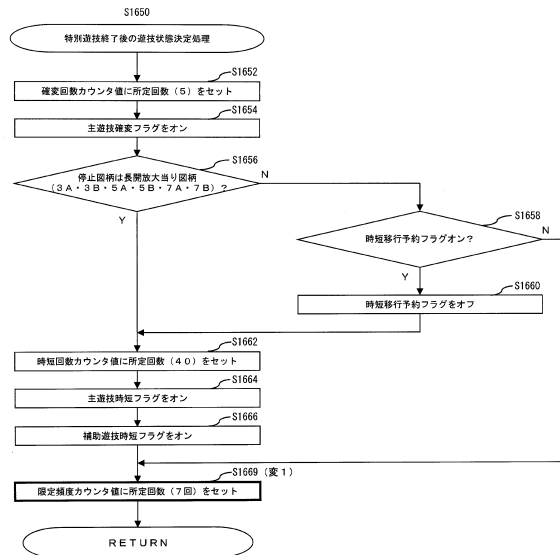 S1650
特別遊技終了後の遊技状態決定処理
S1652
確変回数カウンタ値に所定回数（5）をセット
S1654
主遊技確変フラグをオン
S1656
停止図柄は長開放大当り図柄
（3A・3B・5A・5B・7A・7B）？
N
Y
S1658
時短移行予約フラグオン？
N
Y
S1660
時短移行予約フラグをオフ
S1662
時短回数カウンタ値に所定回数（40）をセット
S1664
主遊技時短フラグをオン
S1666
補助遊技時短フラグをオン
S1669（変1）
限定頻度カウンタ値に所定回数（7回）をセット
RETURN